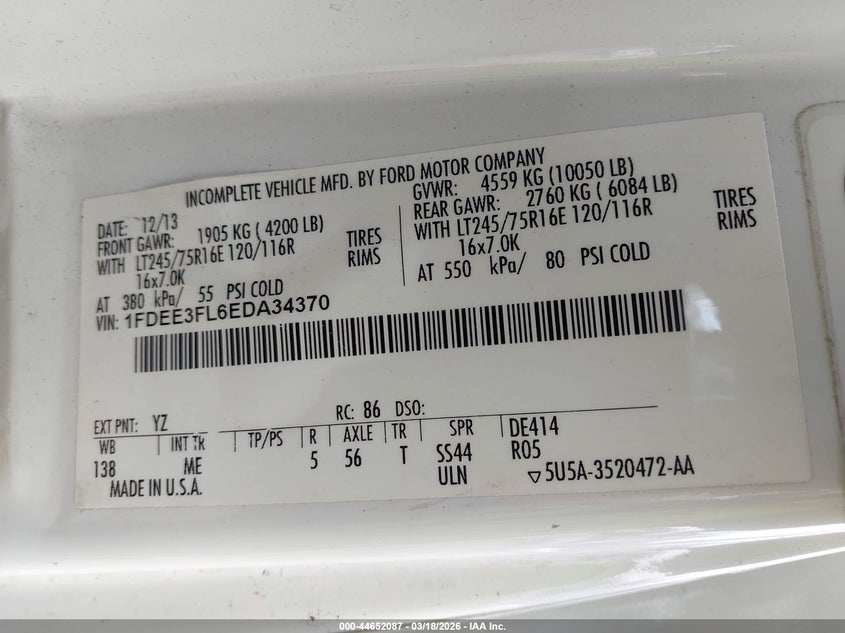 INCOMPLETE VEHICLE MFD. BY FORD MOTOR COMPANY
DATE: 12/13
FRONT GAWR: 1905 KG ( 4200 LB)
WITH LT245/75R16E 120/116R TIRES
16x7.0K RIMS
AT 380 kPa/ 55 PSI COLD
GVWR: 4559 KG (10050 LB)
REAR GAWR: 2760 KG ( 6084 LB)
WITH LT245/75R16E 120/116R TIRES
16x7.0K RIMS
AT 550 kPa/ 80 PSI COLD
VIN: 1FDEE3FL6EDA34370
EXT PNT: YZ RC: 86 DSO:
WB INT TR TP/PS R AXLE TR SPR DE414
138 ME 5 56 T SS44 R05
ULN ▽5U5A-3520472-AA
MADE IN U.S.A.
000-44652087 - 03/18/2026 - IAA Inc.